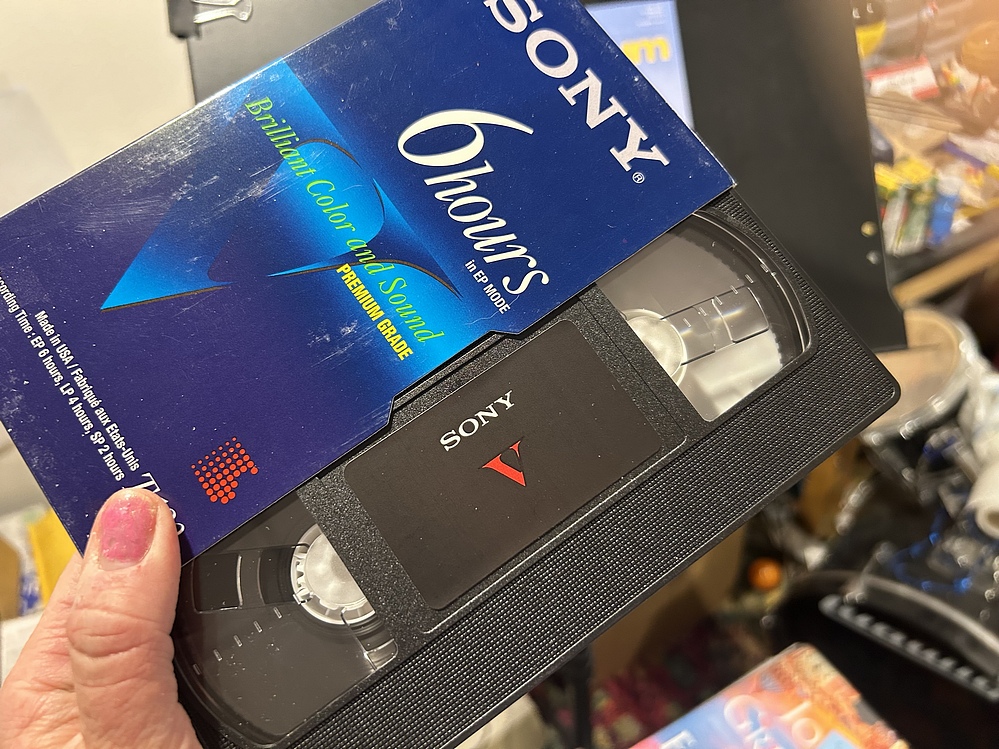 SONY®
6hours
in EP MODE
Brilliant Color and Sound
PREMIUM GRADE
Made in USA / Fabriqué aux Etats-Unis
Time • EP 6 hours, LP 4 hours, SP 2 hours
SONY
V